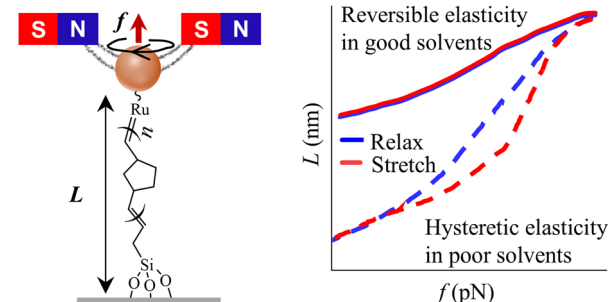 S N
f
S N
Ru
n
L
Si
O O O
L (nm)
Reversible elasticity
in good solvents
Relax
Stretch
Hysteretic elasticity
in poor solvents
f (pN)